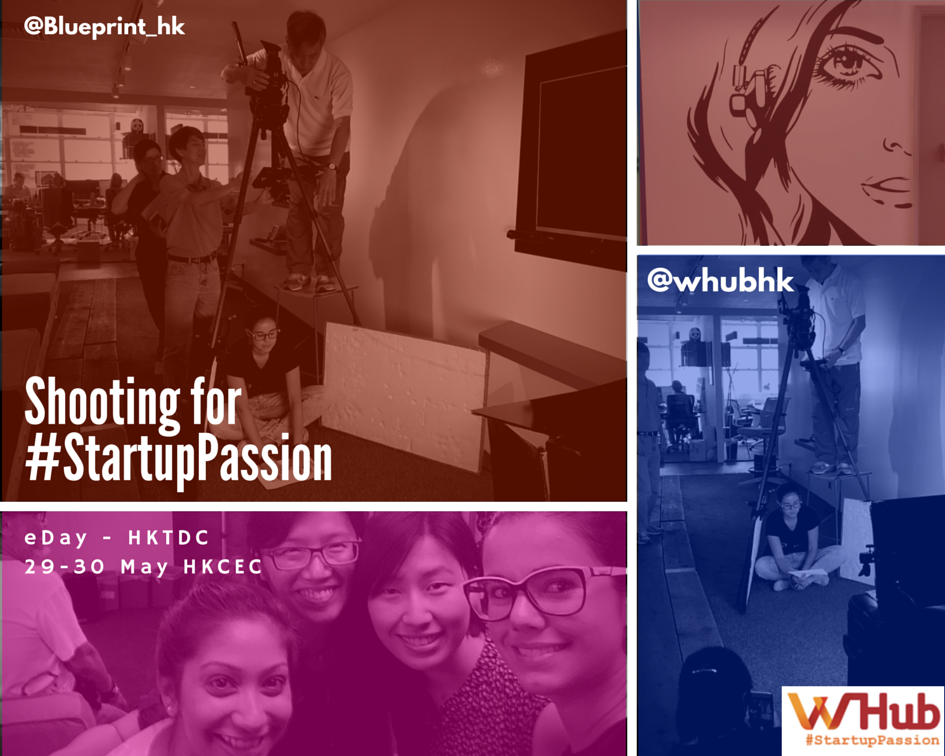 @Blueprint_hk
Shooting for
#StartupPassion
@whubhk
eDay - HKTDC
29-30 May HKCEC
WHub
#StartupPassion